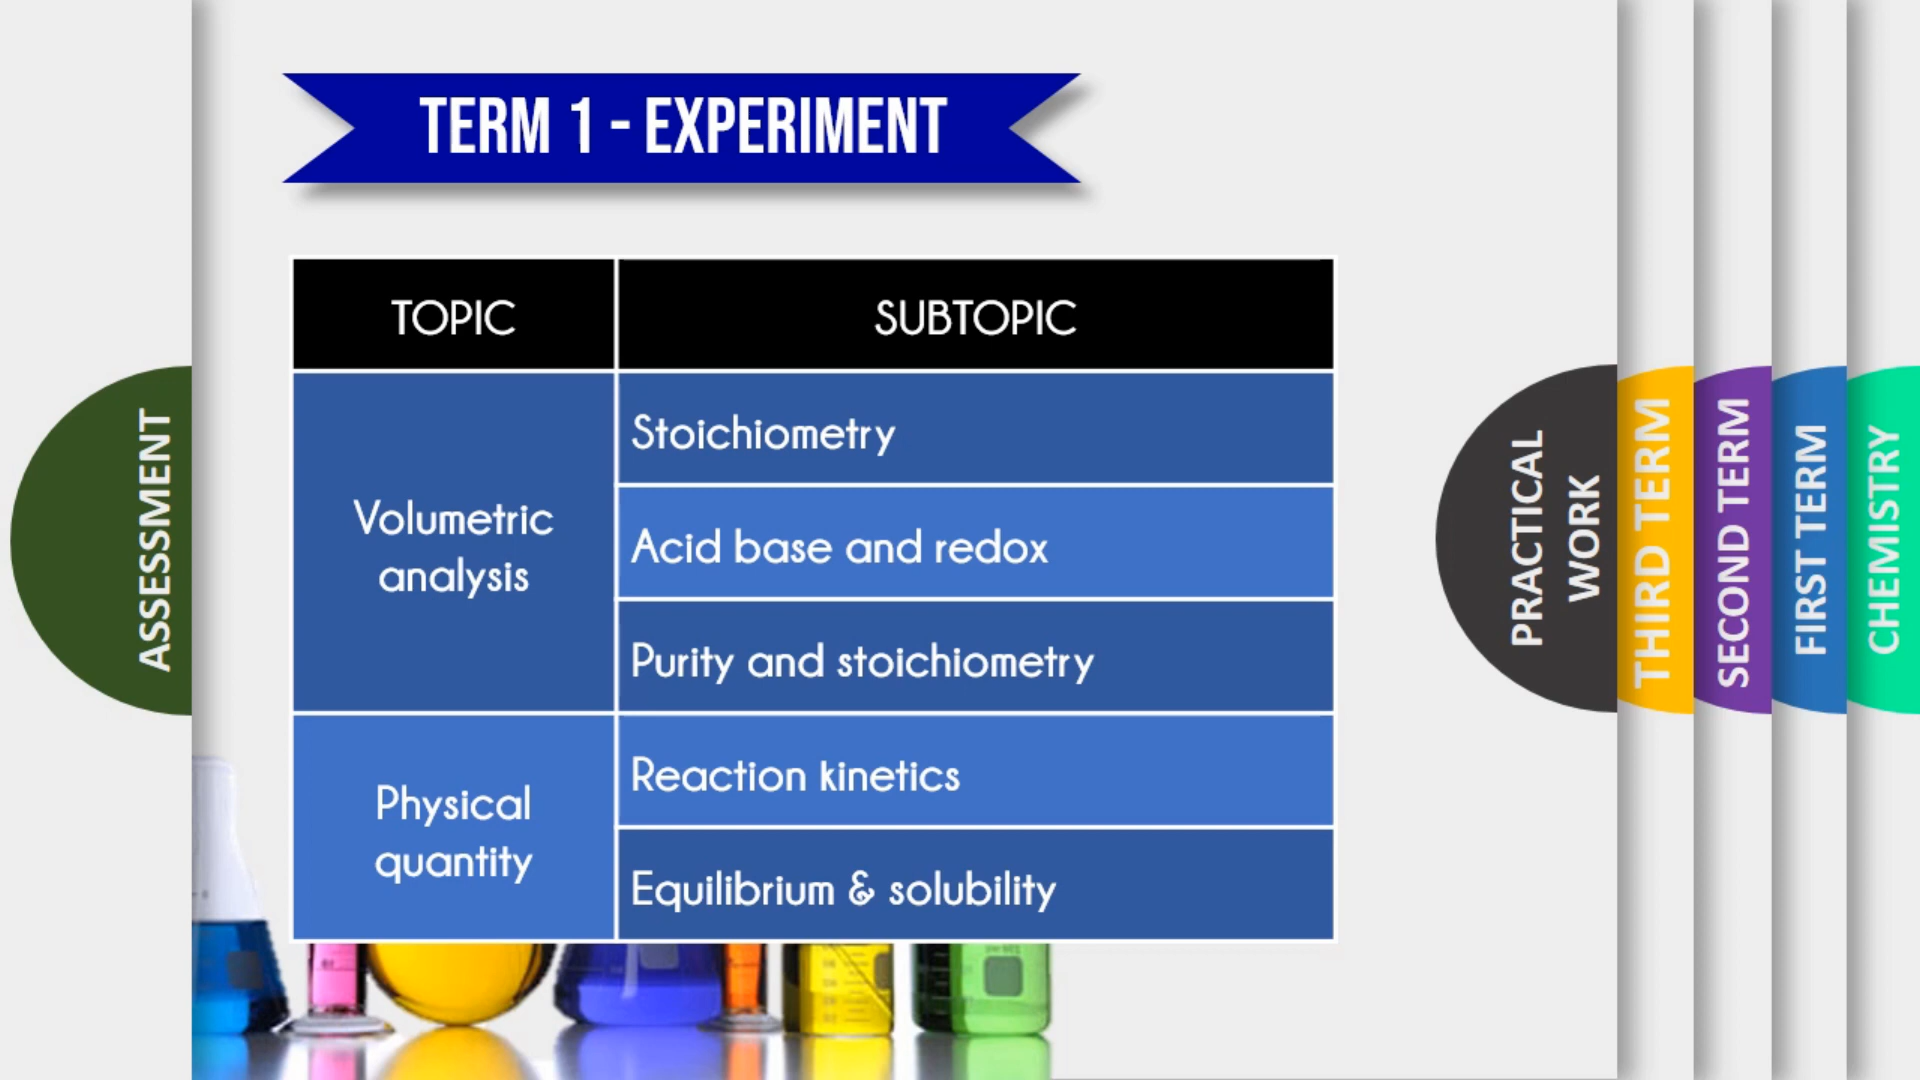 TERM 1 - EXPERIMENT
TOPIC
SUBTOPIC
Volumetric
analysis
Stoichiometry
Acid base and redox
Purity and stoichiometry
Physical
quantity
Reaction kinetics
Equilibrium & solubility
ASSESSMENT
PRACTICAL
WORK
THIRD TERM
SECOND TERM
FIRST TERM
CHEMISTRY